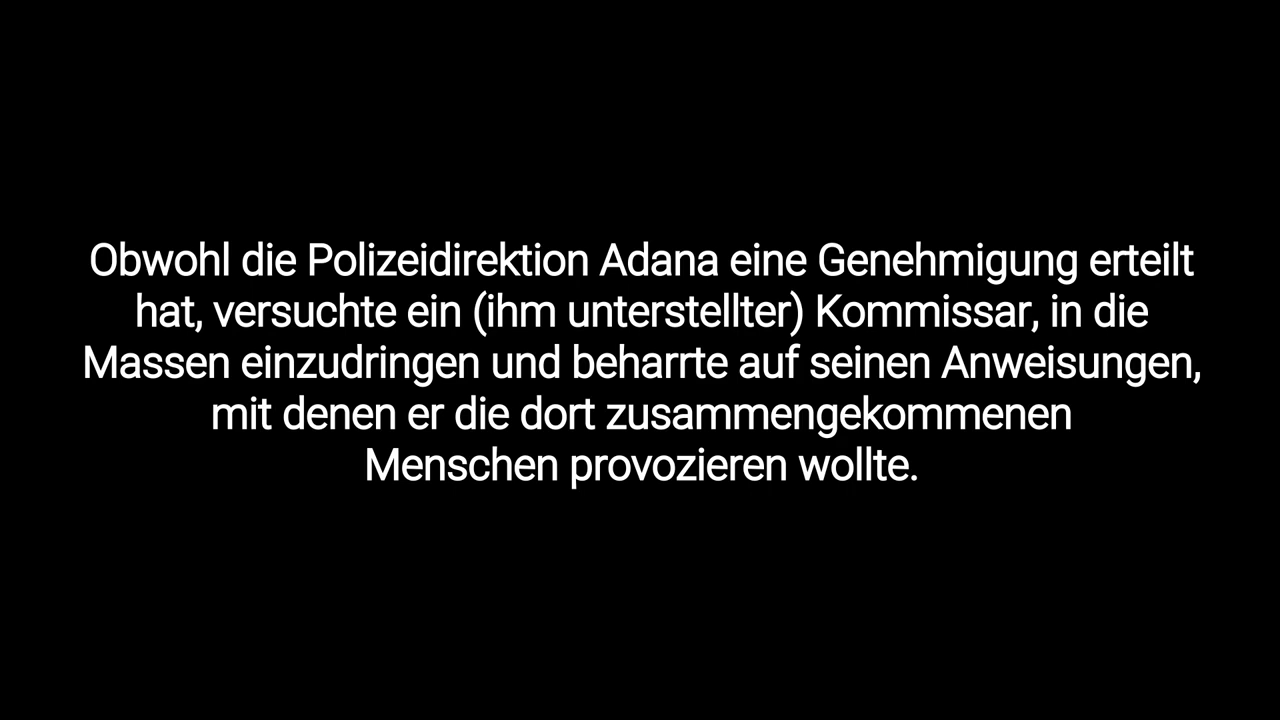 Obwohl die Polizeidirektion Adana eine Genehmigung erteilt
hat, versuchte ein (ihm unterstellter) Kommissar, in die
Massen einzudringen und beharrte auf seinen Anweisungen,
mit denen er die dort zusammengekommenen
Menschen provozieren wollte.